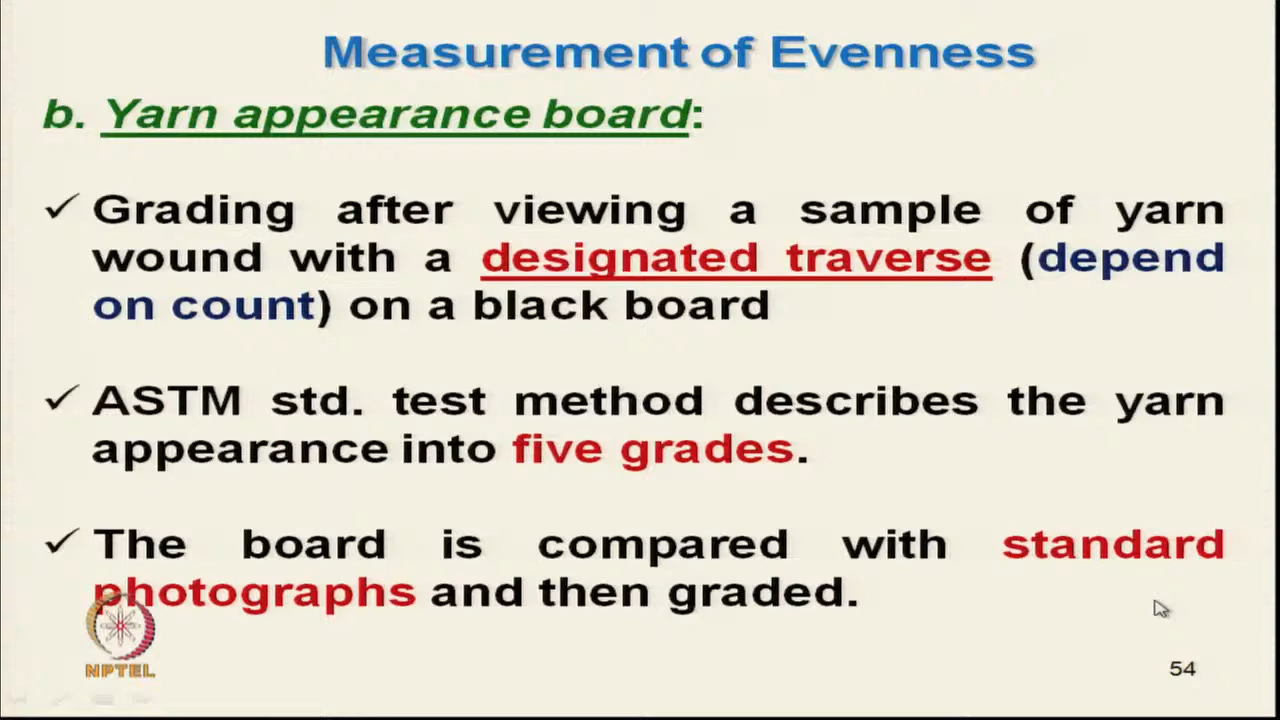 Measurement of Evenness
b. Yarn appearance board:
✓ Grading after viewing a sample of yarn
wound with a designated traverse (depend
on count) on a black board
✓ ASTM std. test method describes the yarn
appearance into five grades.
✓ The board is compared with standard
photographs and then graded.
NPTEL
54